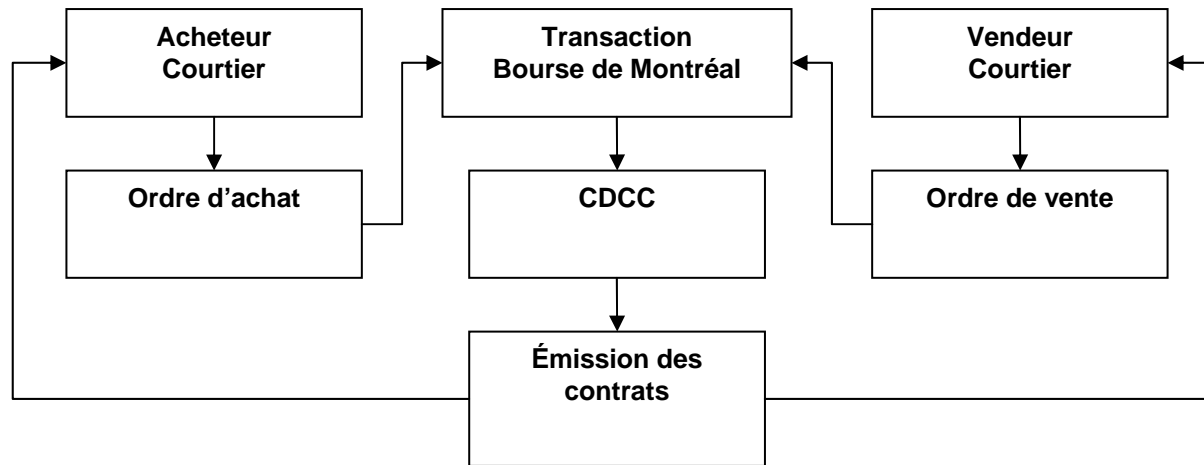 Acheteur
Courtier
Transaction
Bourse de Montréal
Vendeur
Courtier
Ordre d’achat
CDCC
Ordre de vente
Émission des
contrats